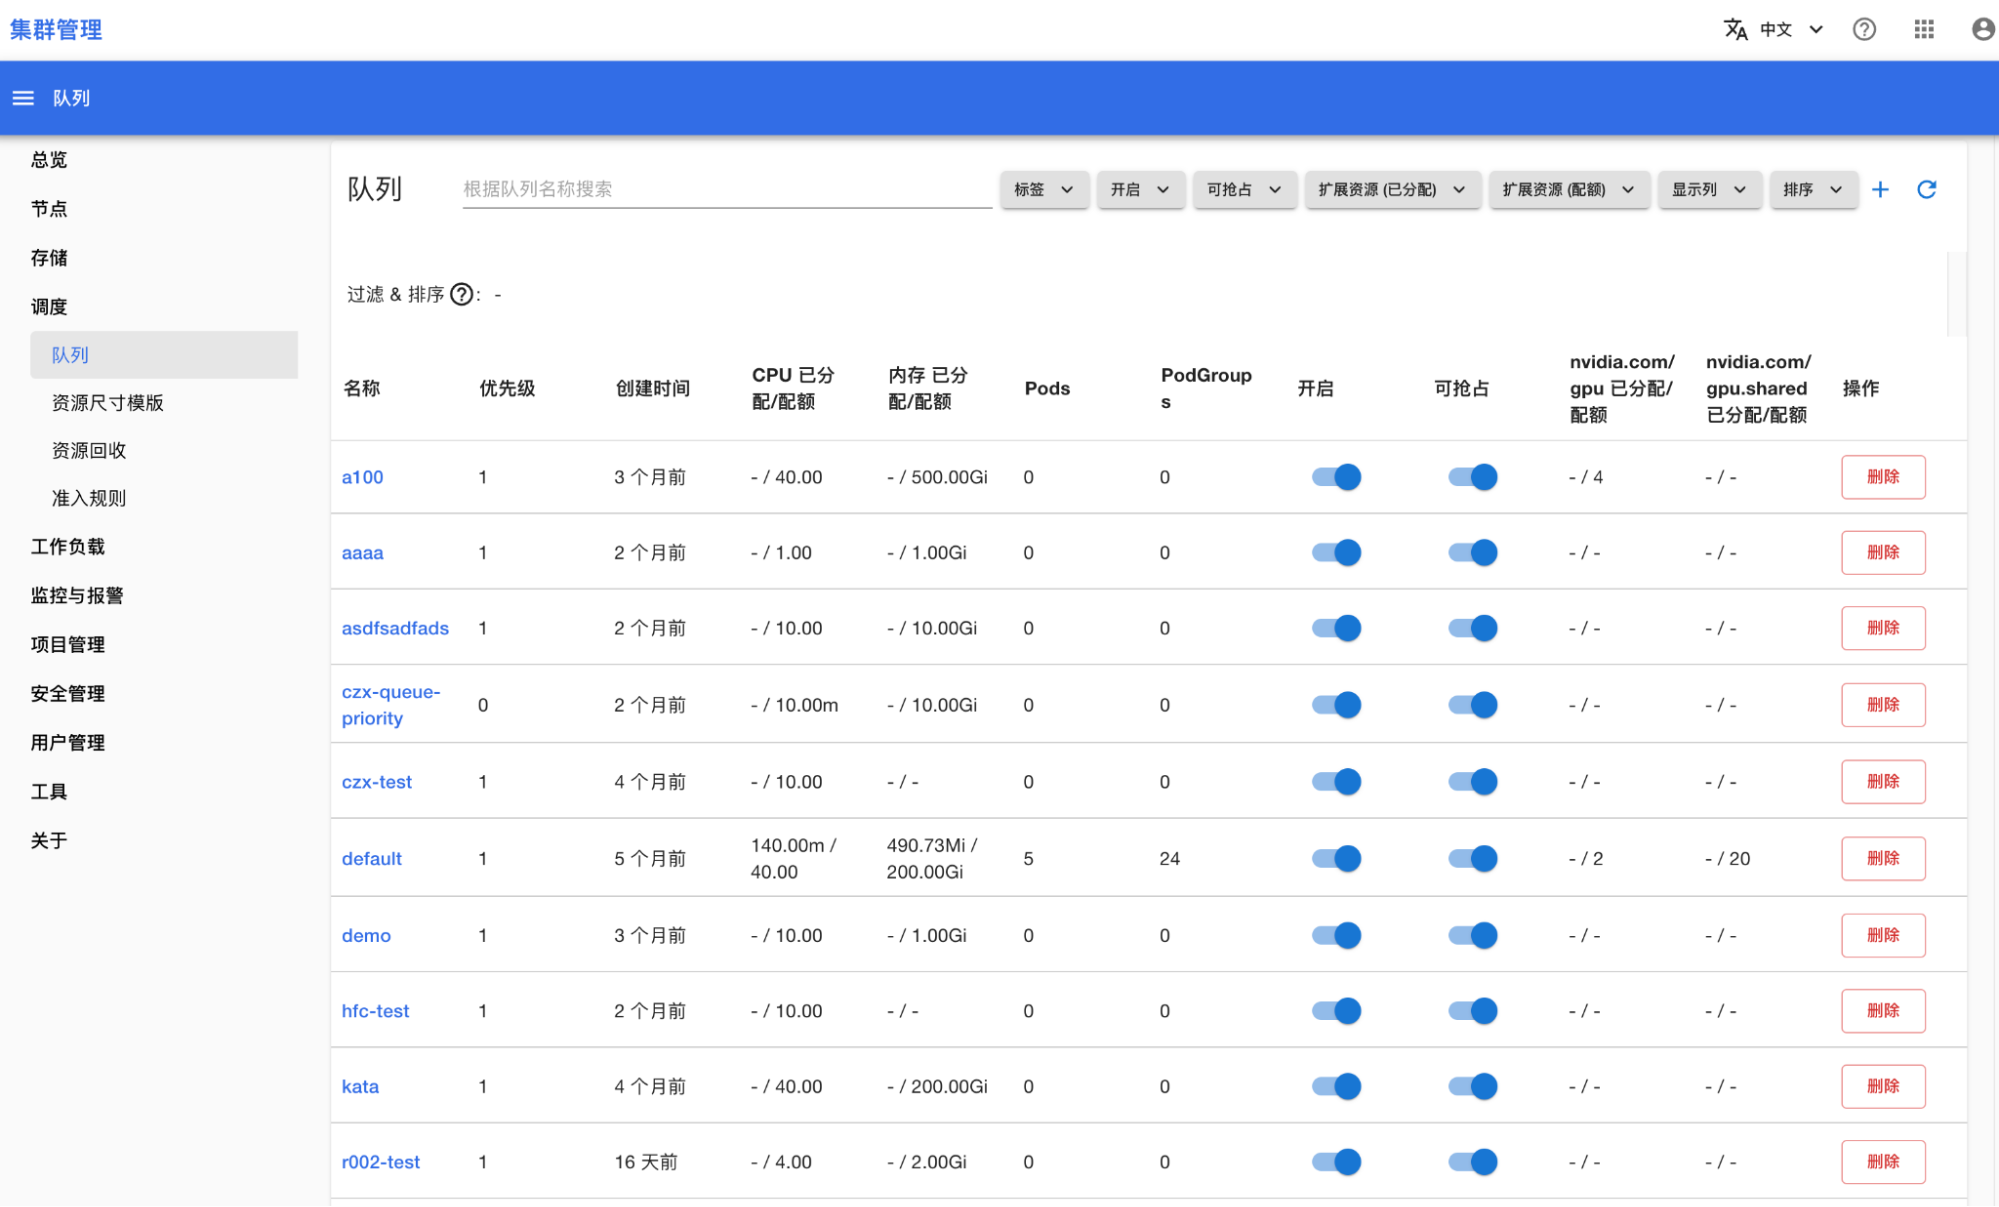 集群管理
中文
队列
总览
节点
存储
调度
队列
资源尺寸模版
资源回收
准入规则
工作负载
监控与报警
项目管理
安全管理
用户管理
工具
关于
队列
根据队列名称搜索
标签
开启
可抢占
扩展资源 (已分配)
扩展资源 (配额)
显示列
排序
过滤 & 排序 ? : -
名称
优先级
创建时间
CPU 已分
配/配额
内存 已分
配/配额
Pods
PodGroup
s
开启
可抢占
nvidia.com/
gpu 已分配/
配额
nvidia.com/
gpu.shared
已分配/配额
操作
a100 1 3 个月前 - / 40.00 - / 500.00Gi 0 0 - / 4 - / - 删除
aaaa 1 2 个月前 - / 1.00 - / 1.00Gi 0 0 - / - - / - 删除
asdfsadfads 1 2 个月前 - / 10.00 - / 10.00Gi 0 0 - / - - / - 删除
czx-queue-
priority
0 2 个月前 - / 10.00m - / 10.00Gi 0 0 - / - - / - 删除
czx-test 1 4 个月前 - / 10.00 - / - 0 0 - / - - / - 删除
default 1 5 个月前
140.00m /
40.00
490.73Mi /
200.00Gi
5 24 - / 2 - / 20 删除
demo 1 3 个月前 - / 10.00 - / 1.00Gi 0 0 - / - - / - 删除
hfc-test 1 2 个月前 - / 10.00 - / - 0 0 - / - - / - 删除
kata 1 4 个月前 - / 40.00 - / 200.00Gi 0 0 - / - - / - 删除
r002-test 1 16 天前 - / 4.00 - / 2.00Gi 0 0 - / - - / - 删除